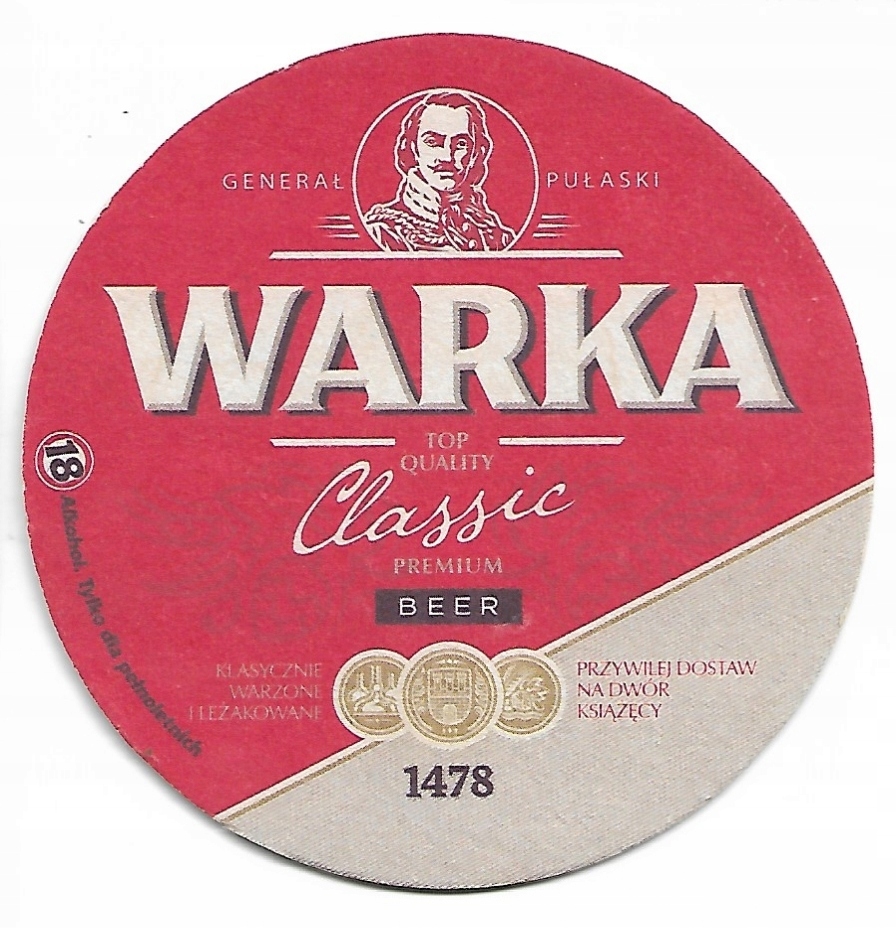 GENERAŁ PUŁASKI
WARKA
TOP
QUALITY
Classic
PREMIUM
BEER
KLASYCZNIE
WARZONE
I LEŻAKOWANE
PRZYWILEJ DOSTAW
NA DWÓR
KSIĄŻĘCY
1478
18 Alkohol. Tylko dla pełnoletnich